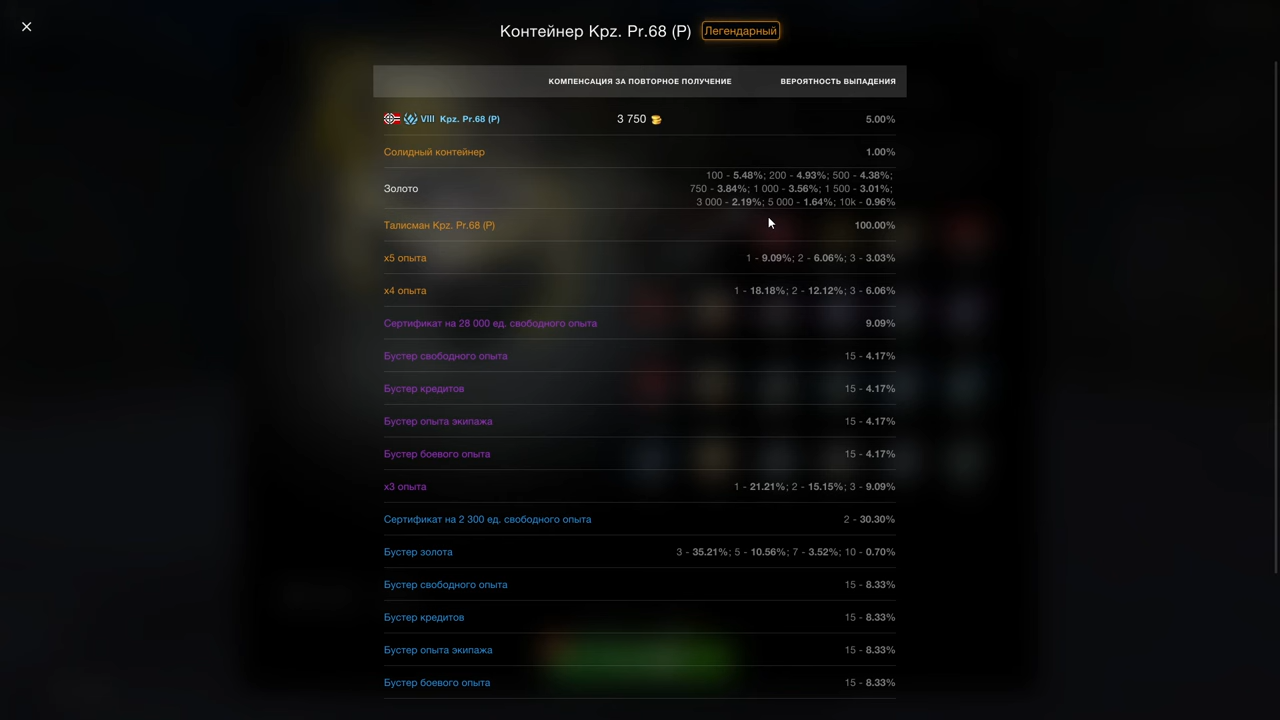 Контейнер Kpz. Pr.68 (P) Легендарный
КОМПЕНСАЦИЯ ЗА ПОВТОРНОЕ ПОЛУЧЕНИЕ ВЕРОЯТНОСТЬ ВЫПАДЕНИЯ
VIII Kpz. Pr.68 (P) 3 750 5.00%
Солидный контейнер 1.00%
100 - 5.48%; 200 - 4.93%; 500 - 4.38%;
Золото 750 - 3.84%; 1 000 - 3.56%; 1 500 - 3.01%;
3 000 - 2.19%; 5 000 - 1.64%; 10k - 0.96%
Талисман Kpz. Pr.68 (P) 100.00%
x5 опыта 1 - 9.09%; 2 - 6.06%; 3 - 3.03%
x4 опыта 1 - 18.18%; 2 - 12.12%; 3 - 6.06%
Сертификат на 28 000 ед. свободного опыта 9.09%
Бустер свободного опыта 15 - 4.17%
Бустер кредитов 15 - 4.17%
Бустер опыта экипажа 15 - 4.17%
Бустер боевого опыта 15 - 4.17%
x3 опыта 1 - 21.21%; 2 - 15.15%; 3 - 9.09%
Сертификат на 2 300 ед. свободного опыта 2 - 30.30%
Бустер золота 3 - 35.21%; 5 - 10.56%; 7 - 3.52%; 10 - 0.70%
Бустер свободного опыта 15 - 8.33%
Бустер кредитов 15 - 8.33%
Бустер опыта экипажа 15 - 8.33%
Бустер боевого опыта 15 - 8.33%